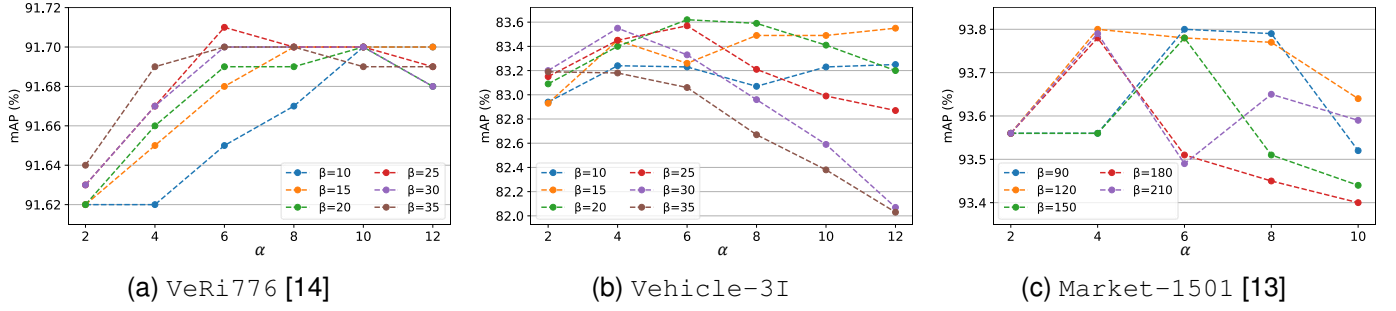 91.72
91.70
91.68
91.66
91.64
91.62
mAP (%)
2 4 6 8 10 12
α
β=10 β=25
β=15 β=30
β=20 β=35
(a) VeRi776 [14]
83.6
83.4
83.2
83.0
82.8
82.6
82.4
82.2
82.0
mAP (%)
2 4 6 8 10 12
α
β=10 β=25
β=15 β=30
β=20 β=35
(b) Vehicle-3I
93.8
93.7
93.6
93.5
93.4
mAP (%)
2 4 6 8 10
α
β=90 β=180
β=120 β=210
β=150
(c) Market-1501 [13]